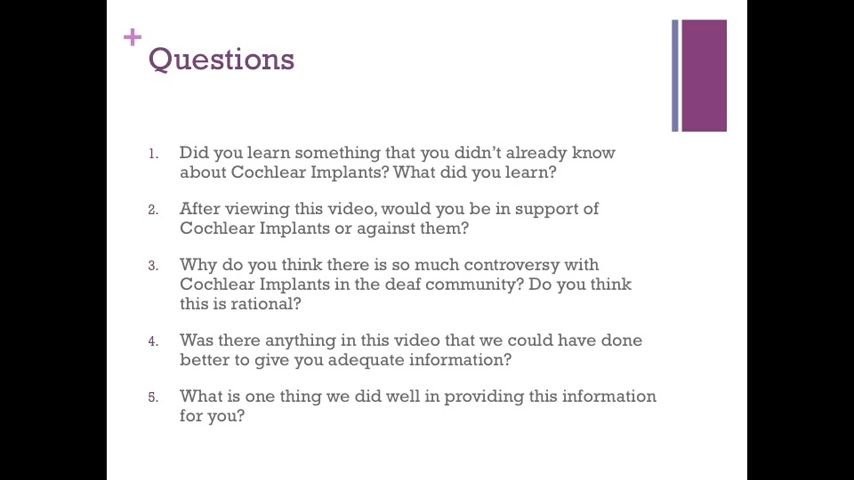 +
Questions
1. Did you learn something that you didn't already know
about Cochlear Implants? What did you learn?
2. After viewing this video, would you be in support of
Cochlear Implants or against them?
3. Why do you think there is so much controversy with
Cochlear Implants in the deaf community? Do you think
this is rational?
4. Was there anything in this video that we could have done
better to give you adequate information?
5. What is one thing we did well in providing this information
for you?